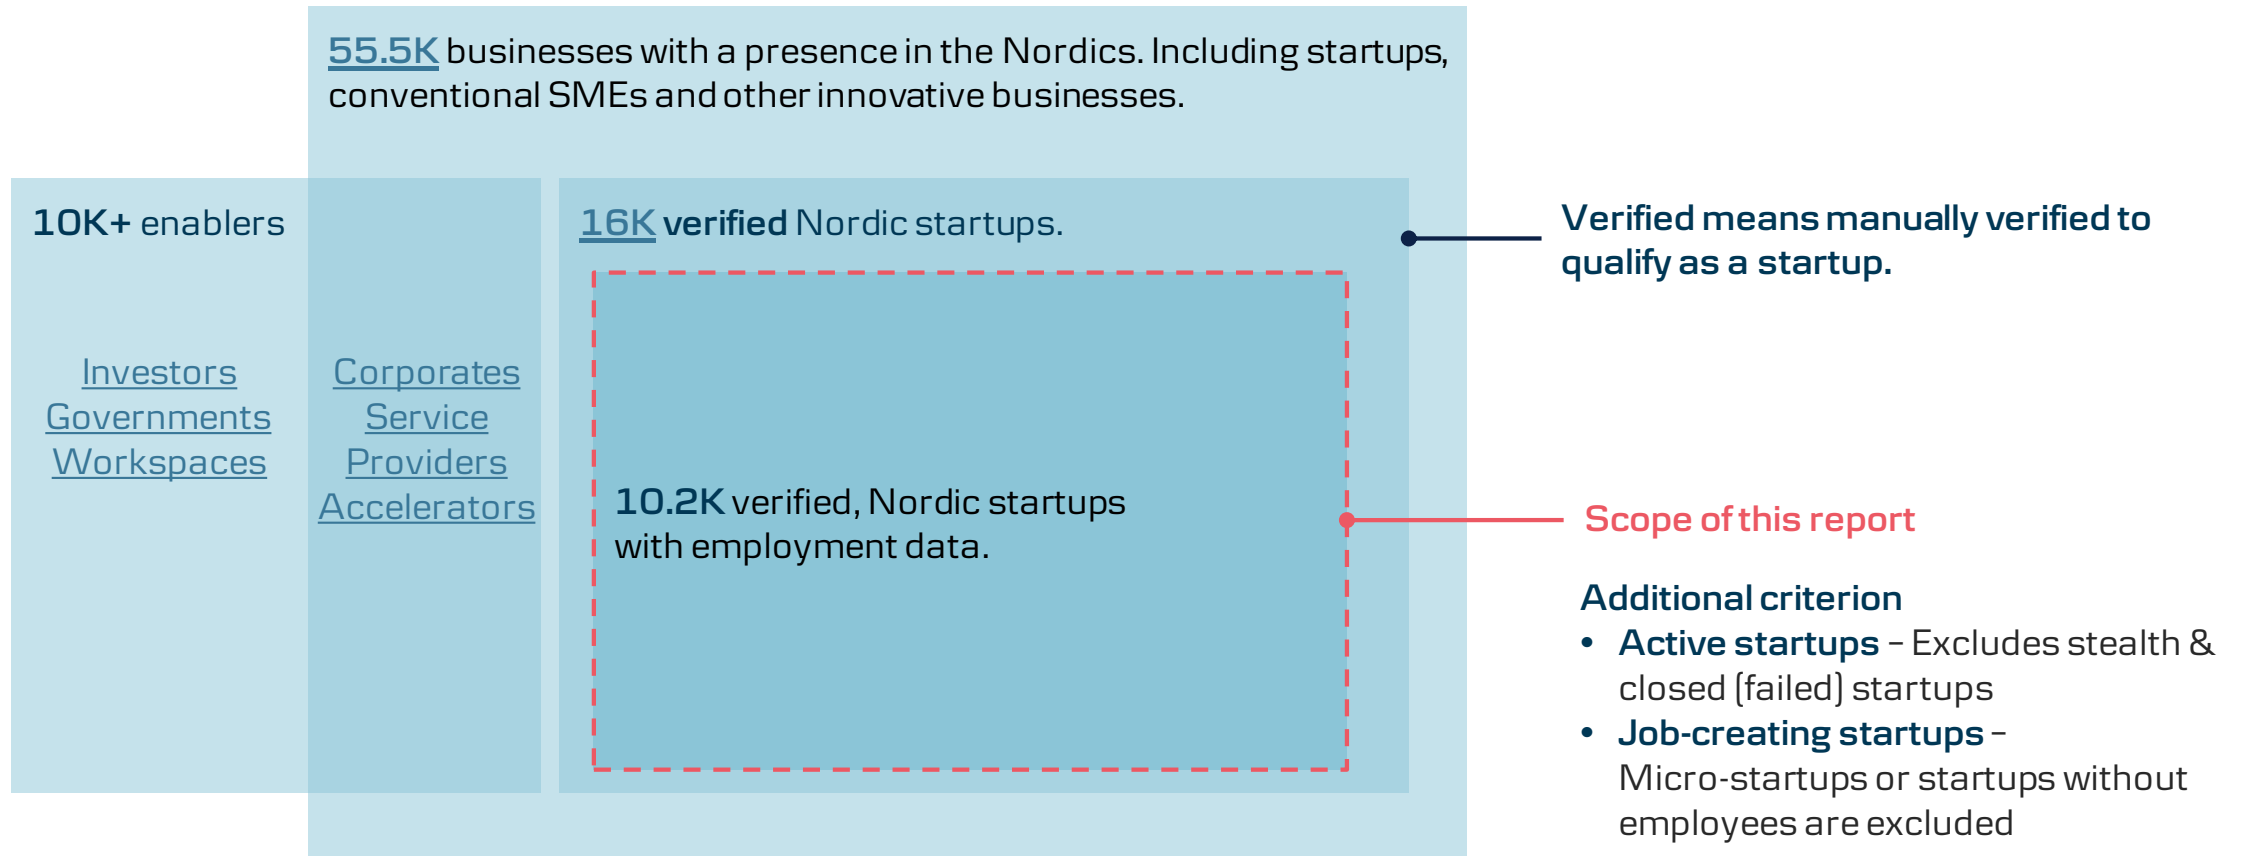 55.5K businesses with a presence in the Nordics. Including startups,
conventional SMEs and other innovative businesses.
10K+ enablers
Investors
Governments
Workspaces
Corporates
Service
Providers
Accelerators
16K verified Nordic startups.
10.2K verified, Nordic startups
with employment data.
Verified means manually verified to
qualify as a startup.
Scope of this report
Additional criterion
• Active startups – Excludes stealth &
closed (failed) startups
• Job-creating startups –
Micro-startups or startups without
employees are excluded